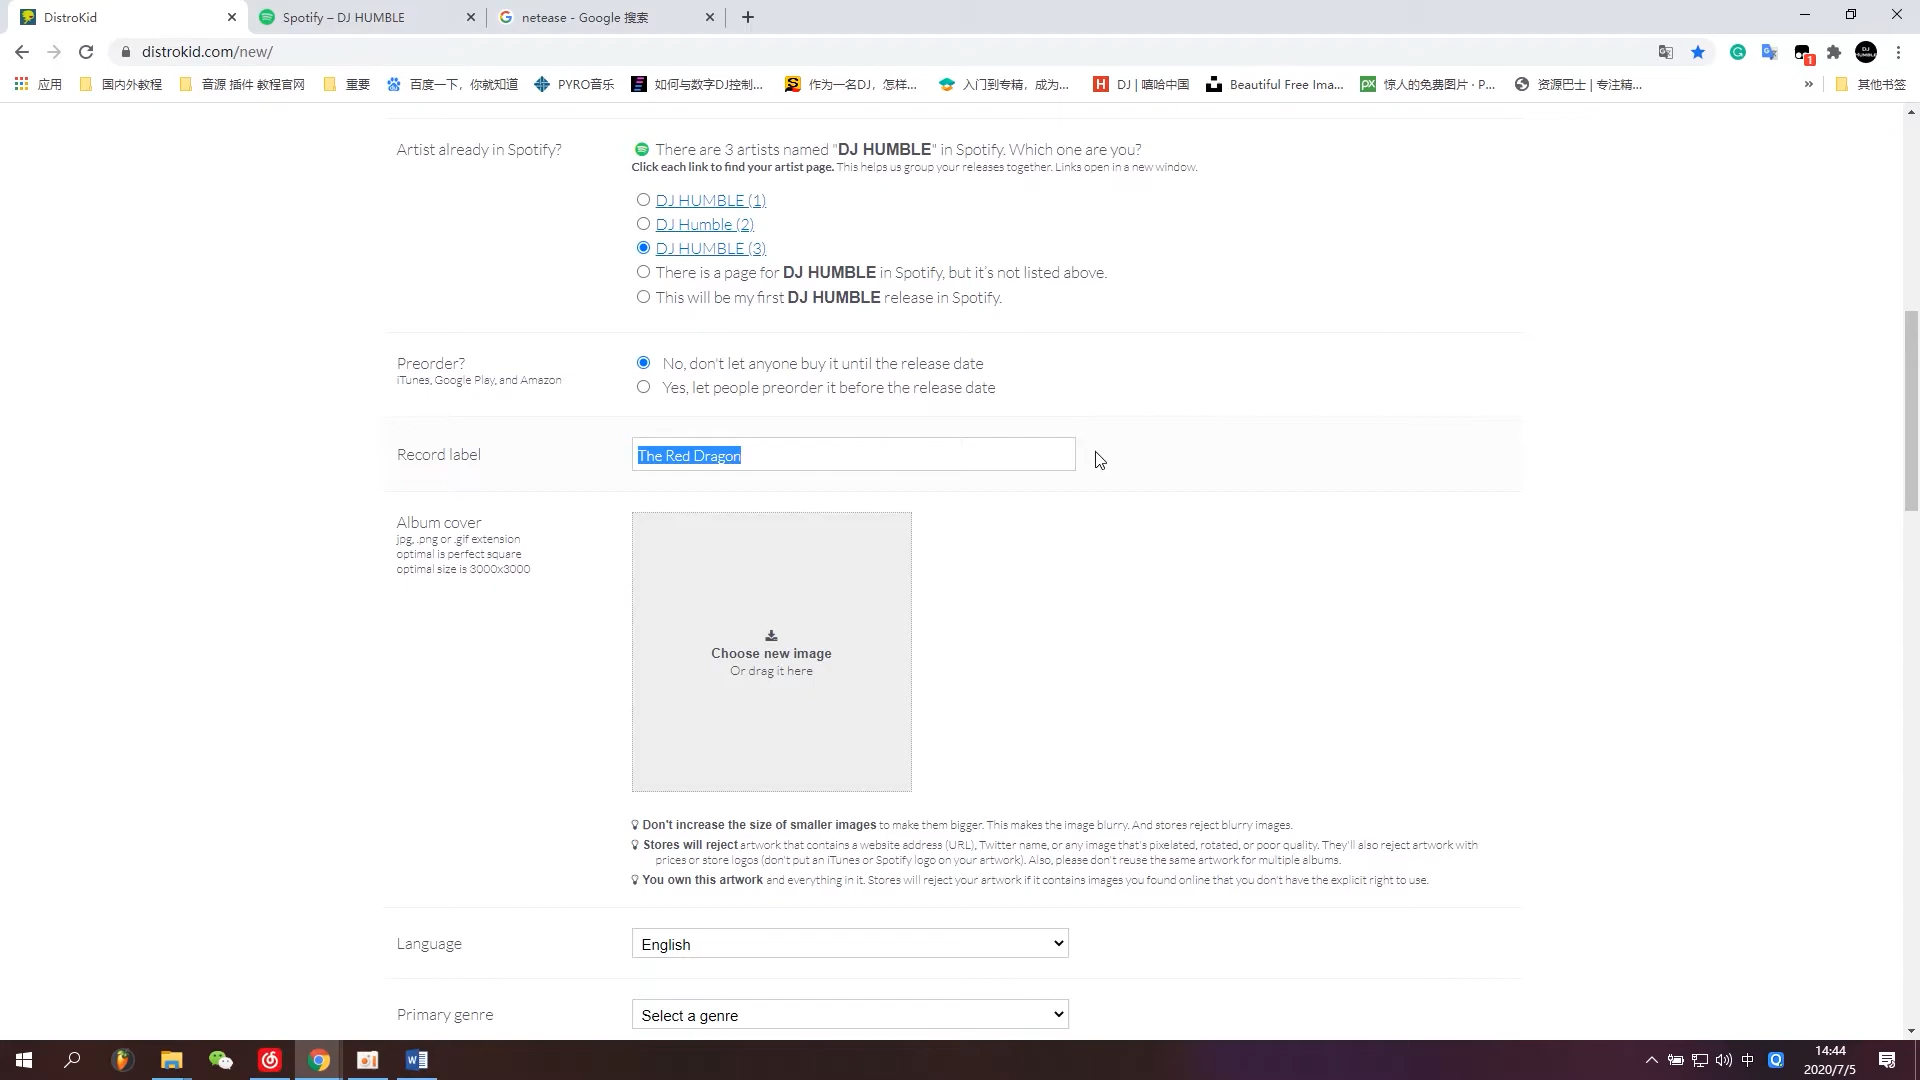 DistroKid
Spotify – DJ HUMBLE
netease - Google 搜索
distrokid.com/new/
1
应用
国内外教程
音源 插件 教程官网
重要
百度一下，你就知道
PYRO音乐
如何与数字DJ控制...
作为一名DJ，怎样...
入门到专精，成为...
DJ | 嘻哈中国
Beautiful Free Ima...
惊人的免费图片 · P...
资源巴士 | 专注精...
»
其他书签
Artist already in Spotify?
There are 3 artists named "DJ HUMBLE" in Spotify. Which one are you?
Click each link to find your artist page. This helps us group your releases together. Links open in a new window.
DJ HUMBLE (1)
DJ Humble (2)
DJ HUMBLE (3)
There is a page for DJ HUMBLE in Spotify, but it's not listed above.
This will be my first DJ HUMBLE release in Spotify.
Preorder?
iTunes, Google Play, and Amazon
No, don't let anyone buy it until the release date
Yes, let people preorder it before the release date
Record label
The Red Dragon
Album cover
jpg, .png or .gif extension
optimal is perfect square
optimal size is 3000x3000
Choose new image
Or drag it here
Don't increase the size of smaller images to make them bigger. This makes the image blurry. And stores reject blurry images.
Stores will reject artwork that contains a website address (URL), Twitter name, or any image that's pixelated, rotated, or poor quality. They'll also reject artwork with
prices or store logos (don't put an iTunes or Spotify logo on your artwork). Also, please don't reuse the same artwork for multiple albums.
You own this artwork and everything in it. Stores will reject your artwork if it contains images you found online that you don't have the explicit right to use.
Language
English
Primary genre
Select a genre
中
14:44
2020/7/5